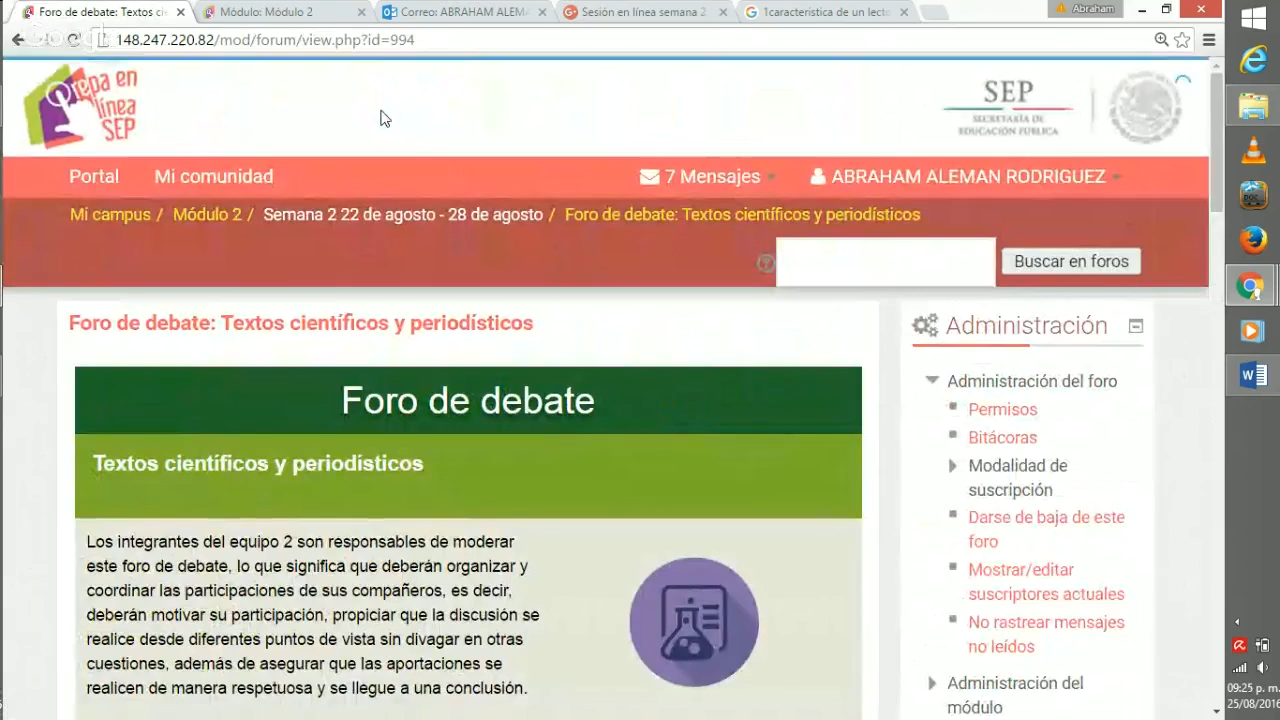 Foro de debate: Textos ci
Módulo: Módulo 2
Correo: ABRAHAM ALEM
Sesión en línea semana 2
1caracteristica de un lecto
Abraham
148.247.220.82/mod/forum/view.php?id=994
Prepa en línea SEP
SEP
SECRETARÍA DE
EDUCACIÓN PÚBLICA
Portal
Mi comunidad
7 Mensajes
ABRAHAM ALEMAN RODRIGUEZ
Mi campus / Módulo 2 / Semana 2 22 de agosto - 28 de agosto / Foro de debate: Textos científicos y periodísticos
Buscar en foros
Foro de debate: Textos científicos y periodísticos
Foro de debate
Textos científicos y periodísticos
Los integrantes del equipo 2 son responsables de moderar
este foro de debate, lo que significa que deberán organizar y
coordinar las participaciones de sus compañeros, es decir,
deberán motivar su participación, propiciar que la discusión se
realice desde diferentes puntos de vista sin divagar en otras
cuestiones, además de asegurar que las aportaciones se
realicen de manera respetuosa y se llegue a una conclusión.
Administración
Administración del foro
Permisos
Bitácoras
Modalidad de
suscripción
Darse de baja de este
foro
Mostrar/editar
suscriptores actuales
No rastrear mensajes
no leídos
Administración del
módulo
09:25 p. m.
25/08/2016